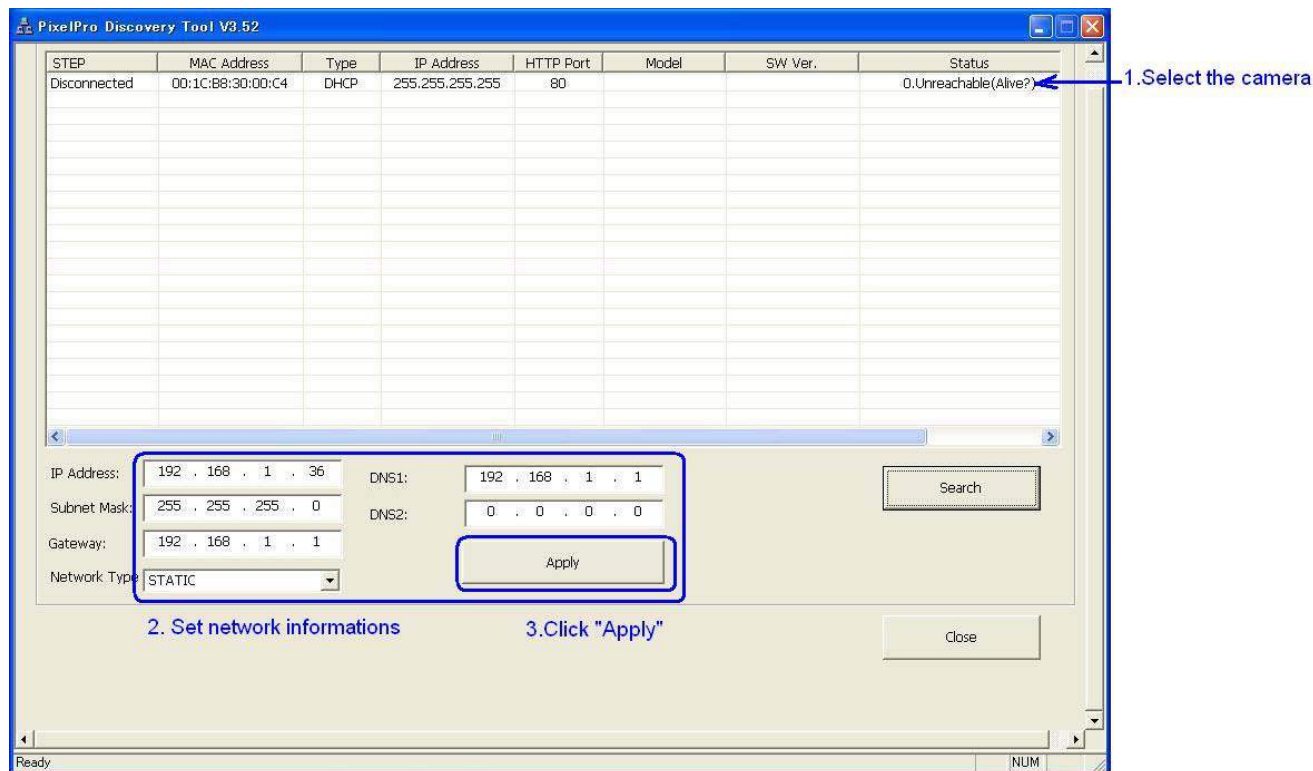 PixelPro Discovery Tool V3.52
STEP MAC Address Type IP Address HTTP Port Model SW Ver. Status
Disconnected 00:1C:B8:30:00:C4 DHCP 255.255.255.255 80 0.Unreachable(Alive?)
1.Select the camera
IP Address: 192 . 168 . 1 . 36 DNS1: 192 . 168 . 1 . 1
Search
Subnet Mask: 255 . 255 . 255 . 0 DNS2: 0 . 0 . 0 . 0
Gateway: 192 . 168 . 1 . 1
Apply
Network Type STATIC
2. Set network informations
3.Click "Apply"
Close
Ready NUM